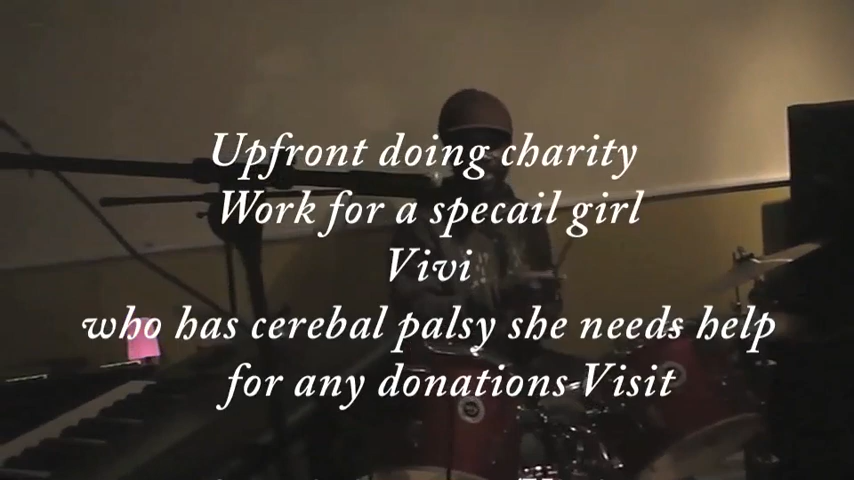 Upfront doing charity
Work for a specail girl
Vivi
who has cerebal palsy she needs help
for any donations-Visit